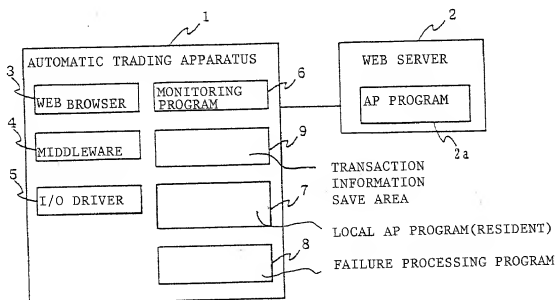 1
2
AUTOMATIC TRADING APPARATUS
WEB SERVER
3
WEB BROWSER
MONITORING
PROGRAM
6
AP PROGRAM
2a
4
MIDDLEWARE
9
TRANSACTION
INFORMATION
SAVE AREA
5
I/O DRIVER
7
LOCAL AP PROGRAM(RESIDENT)
8
FAILURE PROCESSING PROGRAM